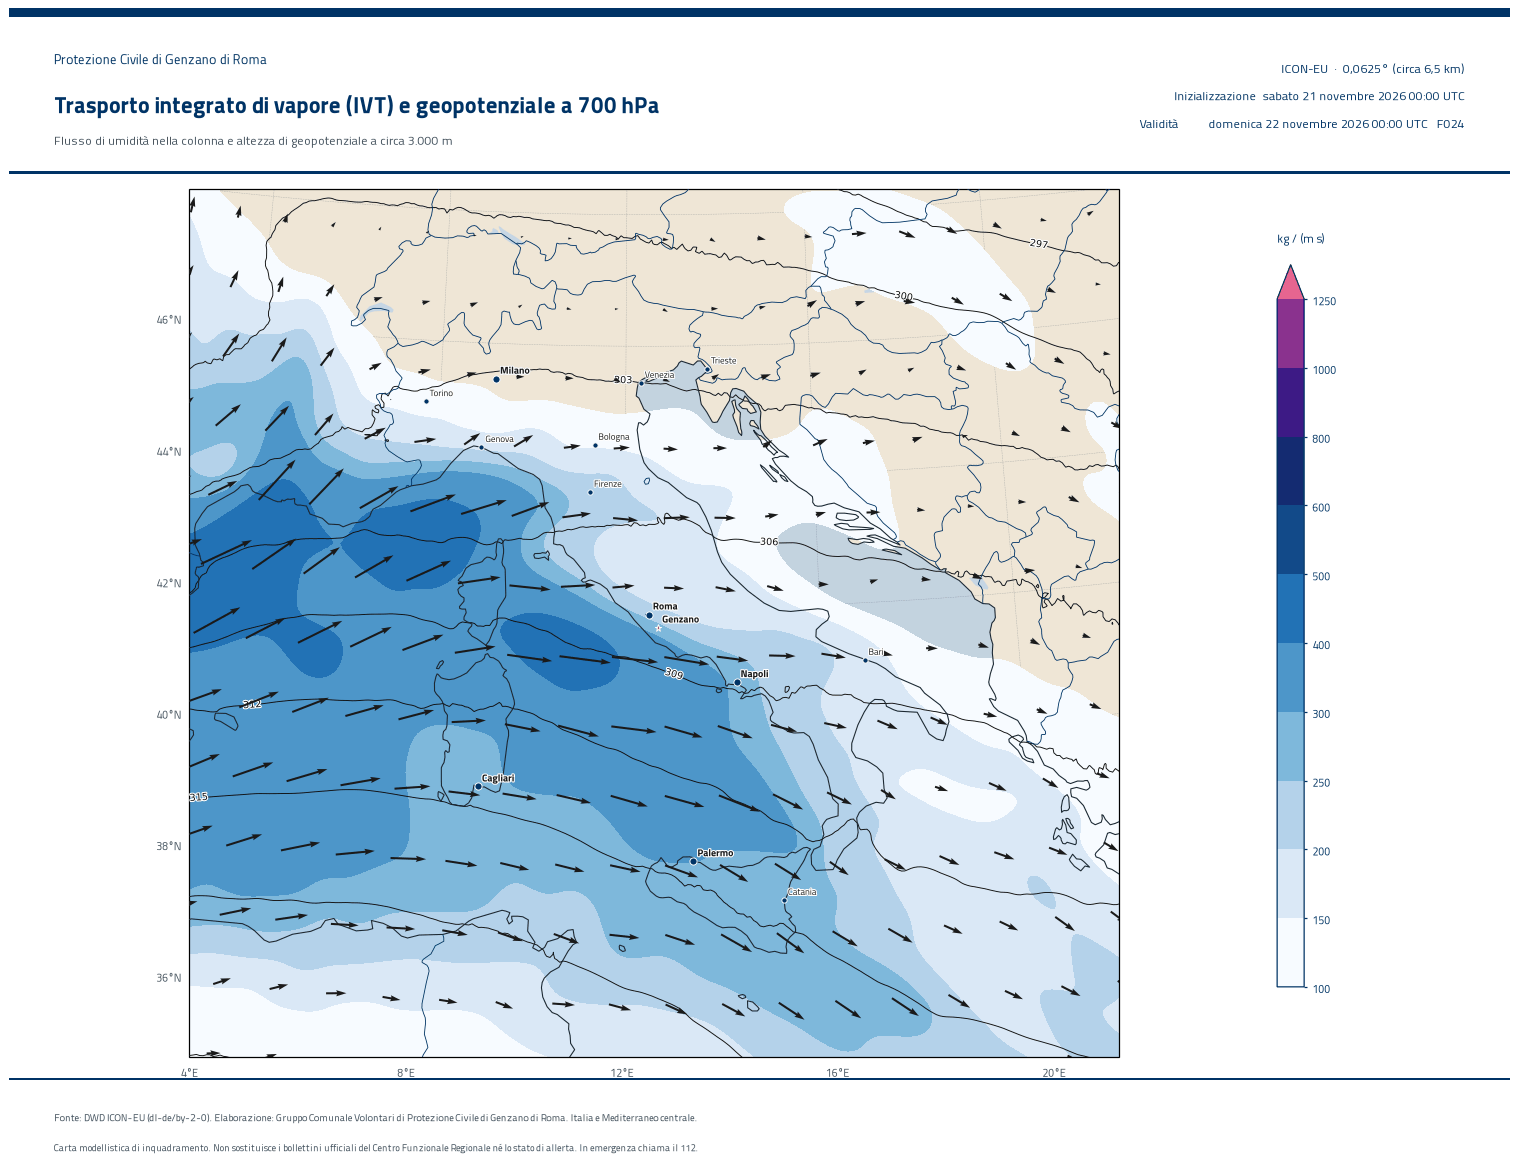 Protezione Civile di Genzano di Roma
Trasporto integrato di vapore (IVT) e geopotenziale a 700 hPa
Flusso di umidità nella colonna e altezza di geopotenziale a circa 3.000 m
ICON-EU · 0,0625° (circa 6,5 km)
Inizializzazione sabato 21 novembre 2026 00:00 UTC
Validità domenica 22 novembre 2026 00:00 UTC F024
kg / (m s)
1250
1000
800
600
500
400
300
250
200
150
100
46°N
44°N
42°N
40°N
38°N
36°N
4°E
8°E
12°E
16°E
20°E
297
300
303
306
309
312
315
Milano
Torino
Venezia
Trieste
Genova
Bologna
Firenze
Roma
Genzano
Napoli
Bari
Cagliari
Palermo
Catania
Fonte: DWD ICON-EU (dl-de/by-2-0). Elaborazione: Gruppo Comunale Volontari di Protezione Civile di Genzano di Roma. Italia e Mediterraneo centrale.
Carta modellistica di inquadramento. Non sostituisce i bollettini ufficiali del Centro Funzionale Regionale né lo stato di allerta. In emergenza chiama il 112.